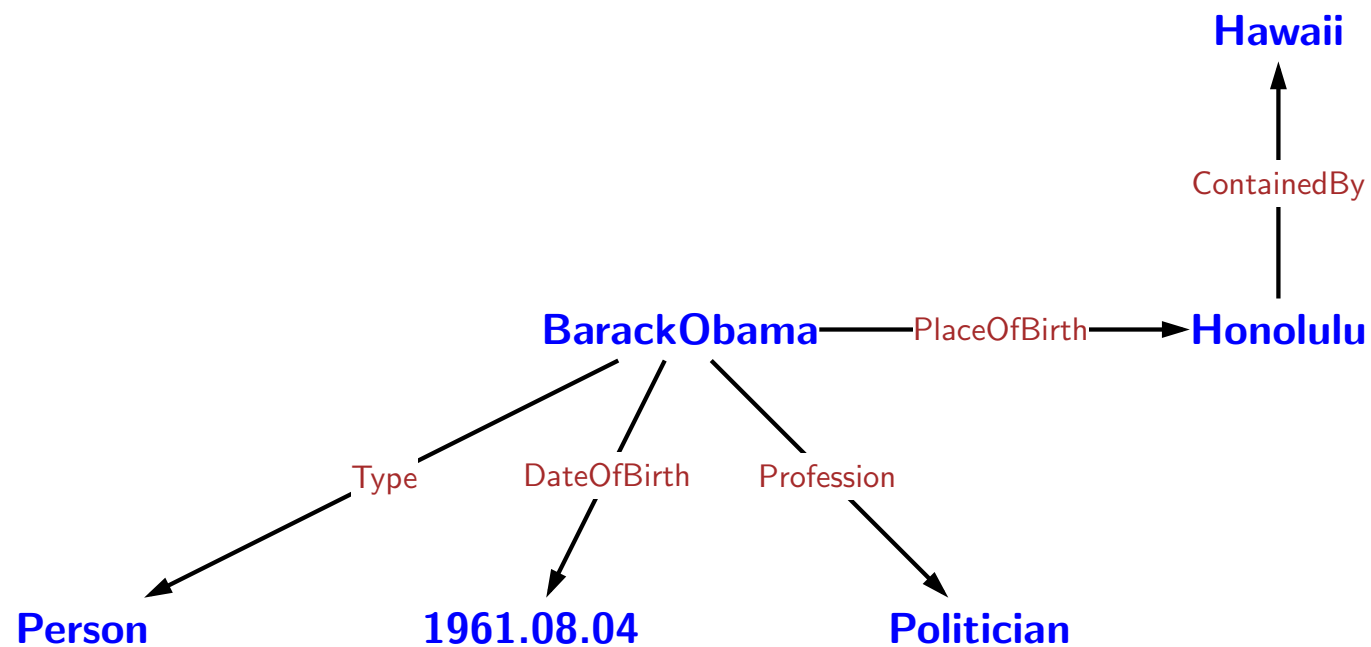 Hawaii
ContainedBy
BarackObama PlaceOfBirth Honolulu
Type DateOfBirth Profession
Person 1961.08.04 Politician